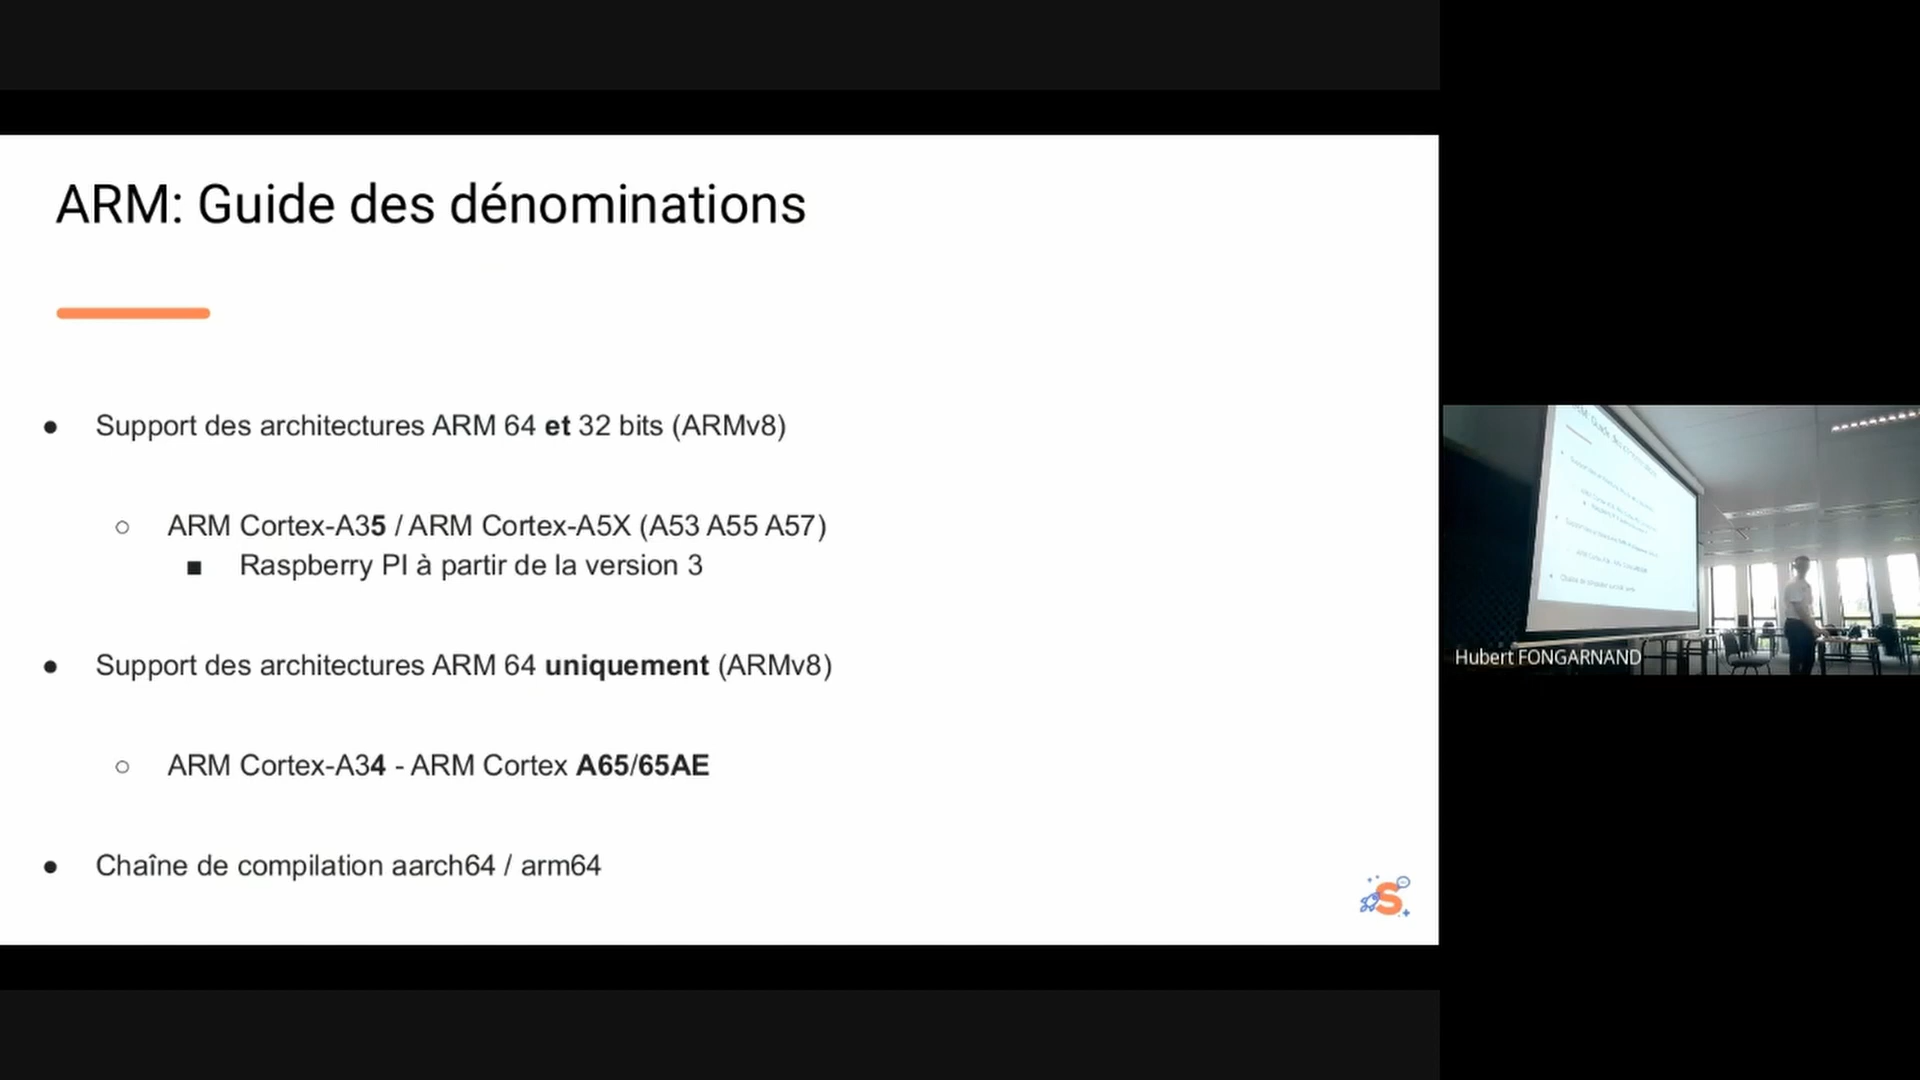 ARM: Guide des dénominations
● Support des architectures ARM 64 et 32 bits (ARMv8)
○ ARM Cortex-A35 / ARM Cortex-A5X (A53 A55 A57)
■ Raspberry PI à partir de la version 3
● Support des architectures ARM 64 uniquement (ARMv8)
○ ARM Cortex-A34 - ARM Cortex A65/65AE
● Chaîne de compilation aarch64 / arm64
S
Hubert FONGARNAND